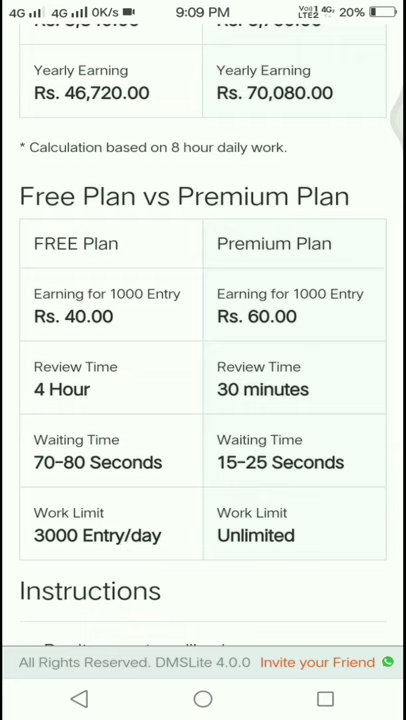 4G 4G 0K/s 9:09 PM VoI) 1 4G LTE2 20%
Yearly Earning Yearly Earning
Rs. 46,720.00 Rs. 70,080.00
* Calculation based on 8 hour daily work.
Free Plan vs Premium Plan
FREE Plan Premium Plan
Earning for 1000 Entry Earning for 1000 Entry
Rs. 40.00 Rs. 60.00
Review Time Review Time
4 Hour 30 minutes
Waiting Time Waiting Time
70-80 Seconds 15-25 Seconds
Work Limit Work Limit
3000 Entry/day Unlimited
Instructions
All Rights Reserved. DMSLite 4.0.0 Invite your Friend